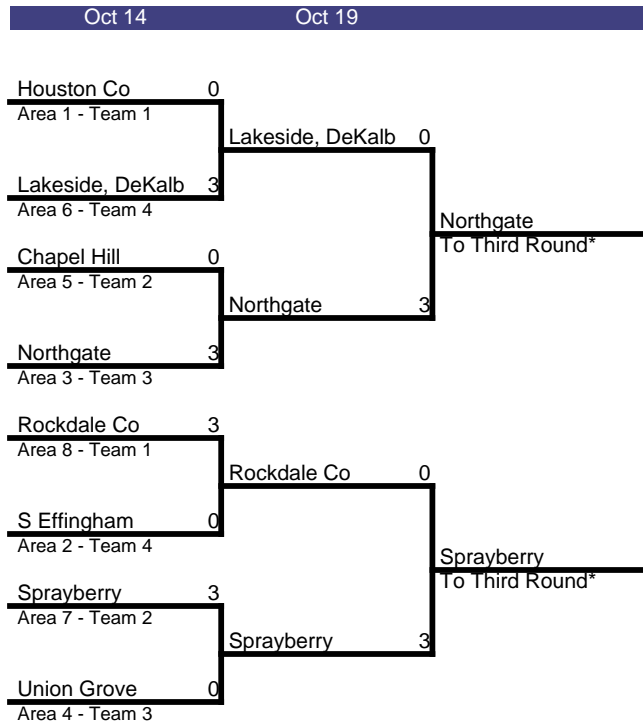 Oct 14 Oct 19
Houston Co 0
Area 1 - Team 1
Lakeside, DeKalb 0
Lakeside, DeKalb 3
Area 6 - Team 4
Northgate
To Third Round*
Chapel Hill 0
Area 5 - Team 2
Northgate 3
Northgate 3
Area 3 - Team 3
Rockdale Co 3
Area 8 - Team 1
Rockdale Co 0
S Effingham 0
Area 2 - Team 4
Sprayberry
To Third Round*
Sprayberry 3
Area 7 - Team 2
Sprayberry 3
Union Grove 0
Area 4 - Team 3